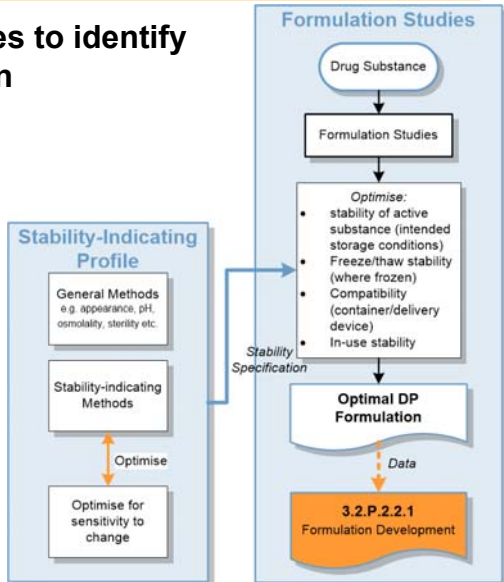 es to identify
n
Formulation Studies
Drug Substance
Formulation Studies
Optimise:
• stability of active
substance (intended
storage conditions)
• Freeze/thaw stability
(where frozen)
• Compatibility
(container/delivery
device)
• In-use stability
Stability-Indicating
Profile
General Methods
e.g. appearance, pH,
osmolality, sterility etc.
Stability-indicating
Methods
Optimise
Optimise for
sensitivity to
change
Stability
Specification
Optimal DP
Formulation
Data
3.2.P.2.2.1
Formulation Development